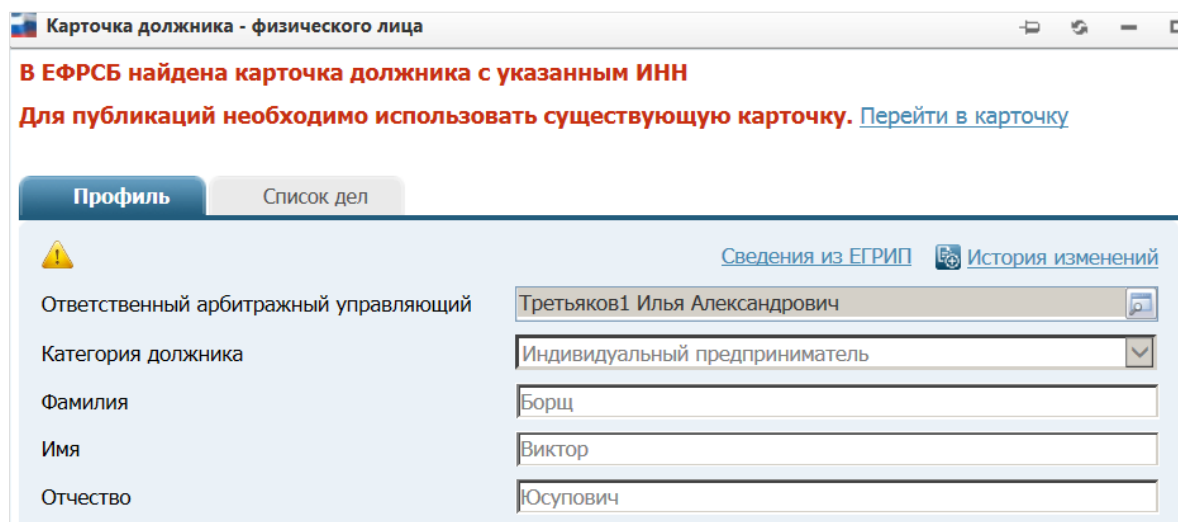 Карточка должника - физического лица
В ЕФРСБ найдена карточка должника с указанным ИНН
Для публикаций необходимо использовать существующую карточку. Перейти в карточку
Профиль Список дел
Сведения из ЕГРИП История изменений
Ответственный арбитражный управляющий Третьяков1 Илья Александрович
Категория должника Индивидуальный предприниматель
Фамилия Борщ
Имя Виктор
Отчество Юсупович